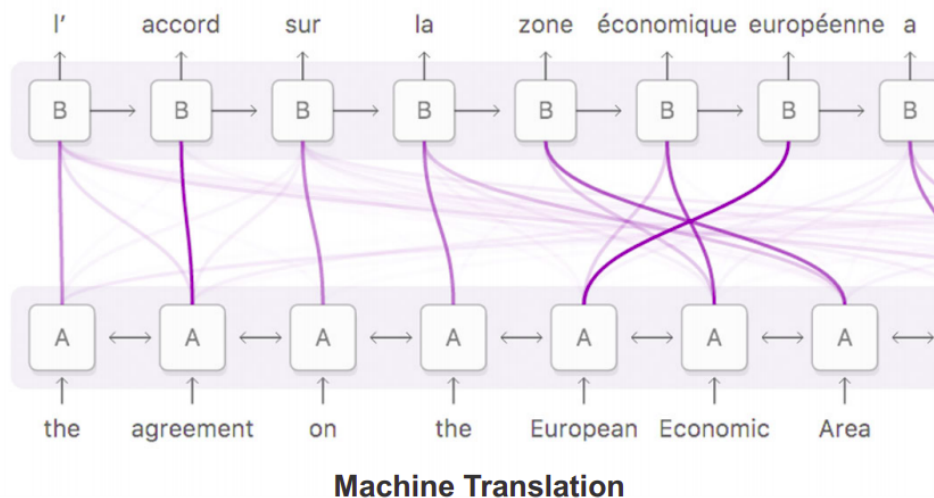 l' accord sur la zone économique européenne a
B B B B B B B B
A A A A A A A
the agreement on the European Economic Area
Machine Translation